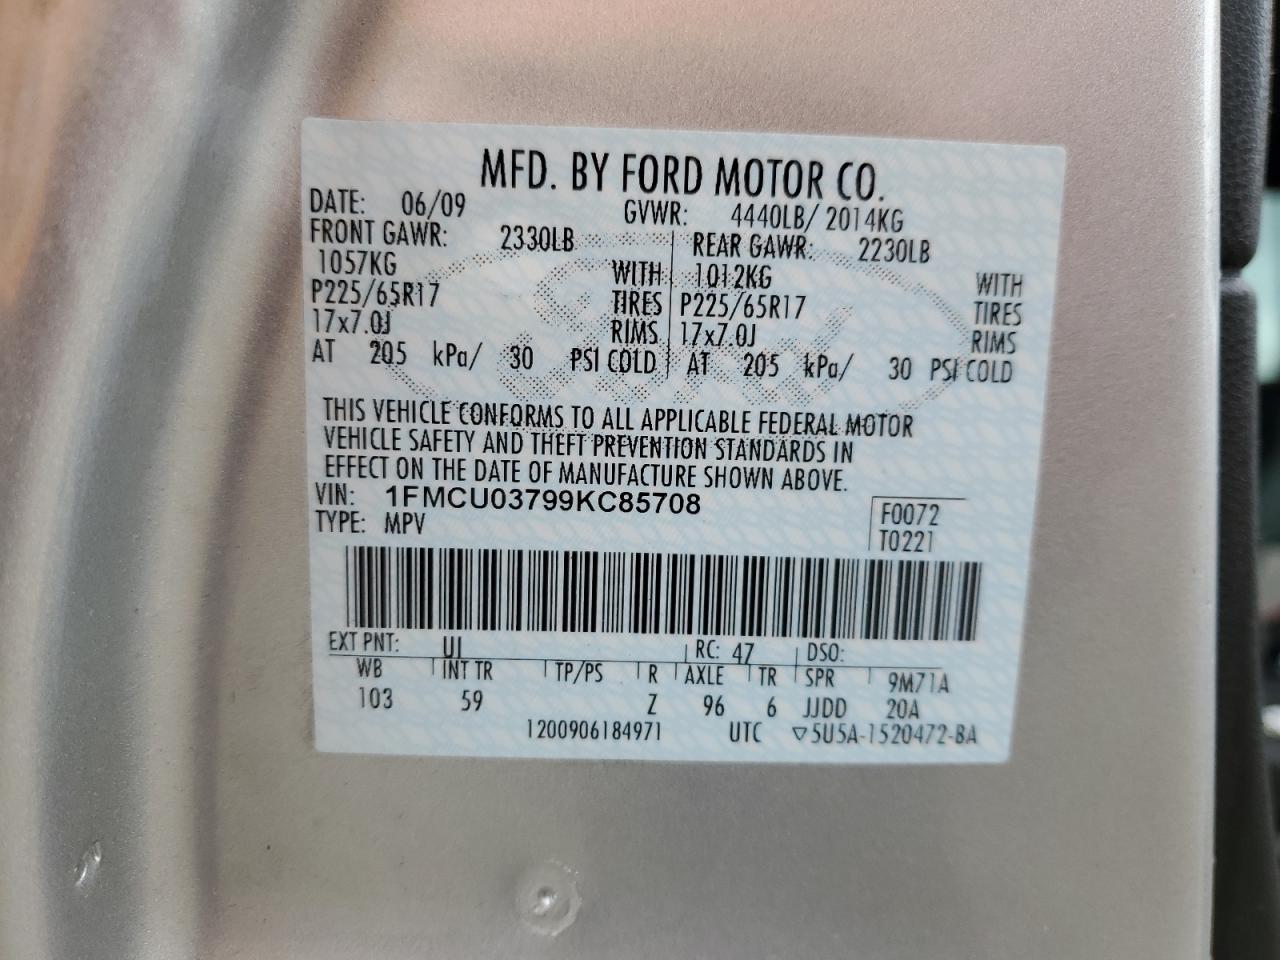 MFD. BY FORD MOTOR CO.
DATE: 06/09 GVWR: 4440LB/ 2014KG
FRONT GAWR: 2330LB REAR GAWR: 2230LB
1057KG WITH 1012KG WITH
P225/65R17 TIRES P225/65R17 TIRES
17x7.0J RIMS 17x7.0J RIMS
AT 205 kPa/ 30 PSI COLD AT 205 kPa/ 30 PSI COLD
THIS VEHICLE CONFORMS TO ALL APPLICABLE FEDERAL MOTOR
VEHICLE SAFETY AND THEFT PREVENTION STANDARDS IN
EFFECT ON THE DATE OF MANUFACTURE SHOWN ABOVE.
VIN: 1FMCU03799KC85708
TYPE: MPV
F0072
T0221
EXT PNT: UJ RC: 47 DSO:
WB INT TR TP/PS R AXLE TR SPR 9M71A
103 59 Z 96 6 JJDD 20A
1200906184971 UTC ▽5U5A-1520472-BA